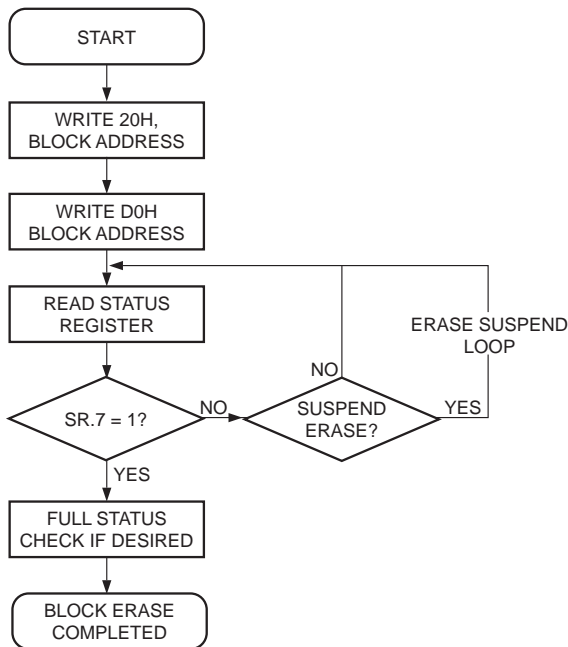 START
WRITE 20H,
BLOCK ADDRESS
WRITE D0H
BLOCK ADDRESS
READ STATUS
REGISTER
ERASE SUSPEND
LOOP
NO
SR.7 = 1?
NO
SUSPEND
ERASE?
YES
YES
FULL STATUS
CHECK IF DESIRED
BLOCK ERASE
COMPLETED